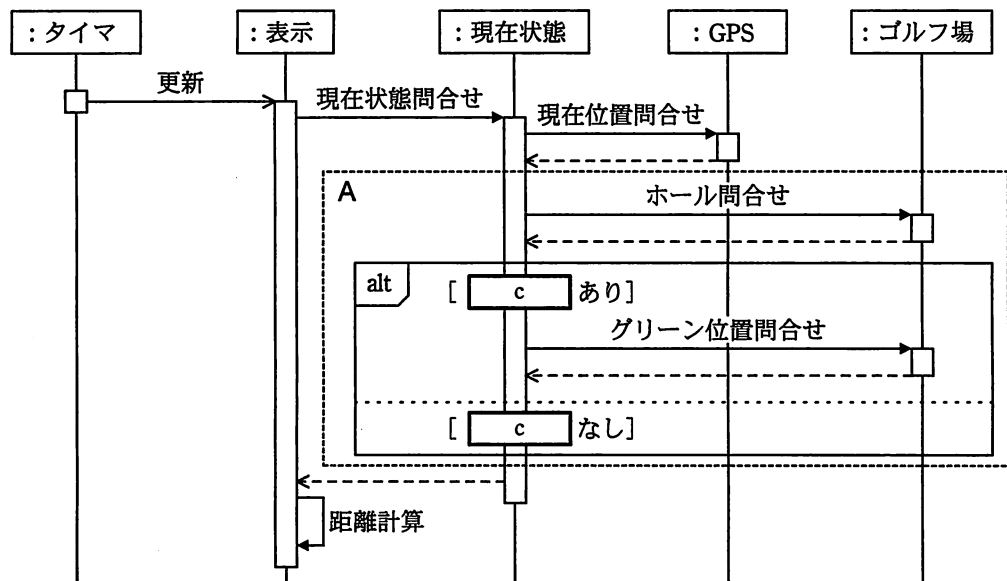 ：タイマ
：表示
：現在状態
：GPS
：ゴルフ場
更新
現在状態問合せ
現在位置問合せ
A
ホール問合せ
alt
[ c あり]
グリーン位置問合せ
[ c なし]
距離計算